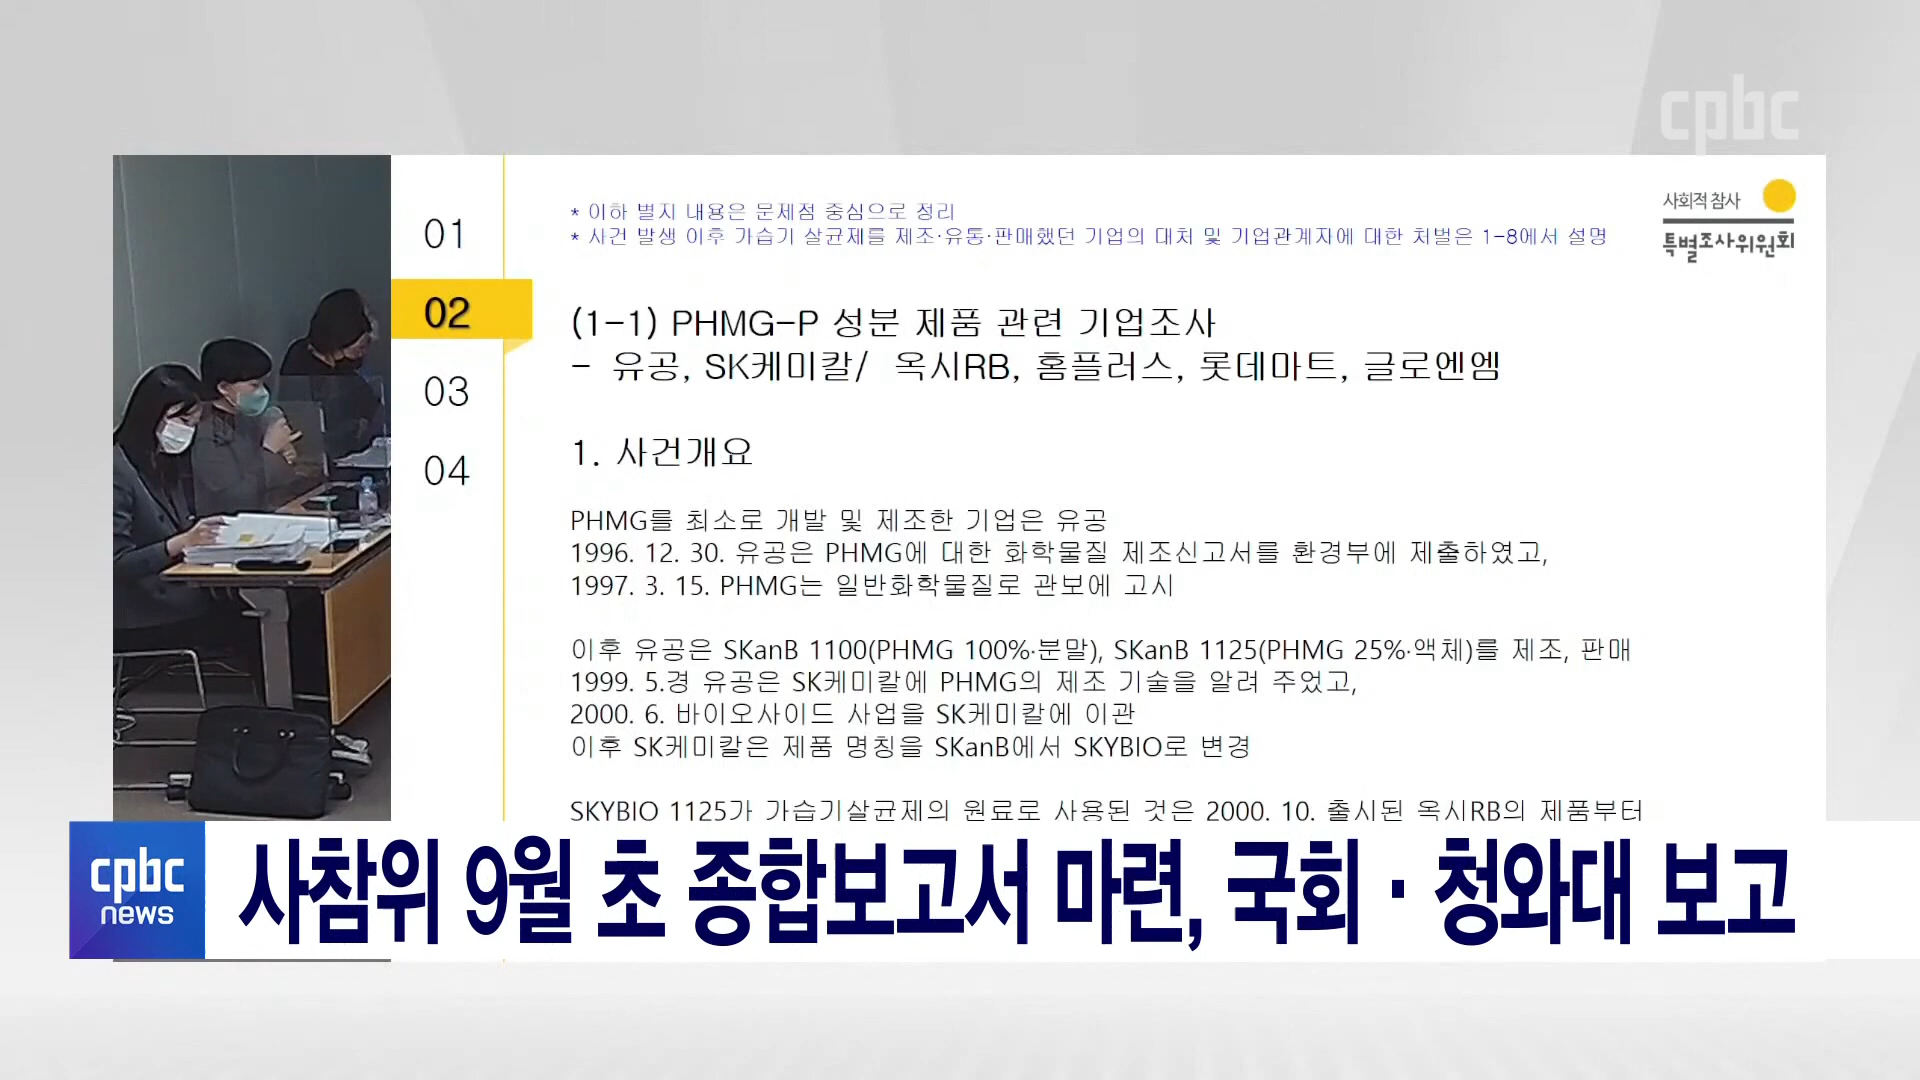 cpbc
사회적 참사
특별조사위원회
01
02
03
04
* 이하 별지 내용은 문제점 중심으로 정리
* 사건 발생 이후 가습기 살균제를 제조·유통·판매했던 기업의 대처 및 기업관계자에 대한 처벌은 1-8에서 설명
(1-1) PHMG-P 성분 제품 관련 기업조사
- 유공, SK케미칼/ 옥시RB, 홈플러스, 롯데마트, 글로엔엠
1. 사건개요
PHMG를 최소로 개발 및 제조한 기업은 유공
1996. 12. 30. 유공은 PHMG에 대한 화학물질 제조신고서를 환경부에 제출하였고,
1997. 3. 15. PHMG는 일반화학물질로 관보에 고시
이후 유공은 SKanB 1100(PHMG 100%·분말), SKanB 1125(PHMG 25%·액체)를 제조, 판매
1999. 5.경 유공은 SK케미칼에 PHMG의 제조 기술을 알려 주었고,
2000. 6. 바이오사이드 사업을 SK케미칼에 이관
이후 SK케미칼은 제품 명칭을 SKanB에서 SKYBIO로 변경
SKYBIO 1125가 가습기살균제의 원료로 사용된 것은 2000. 10. 출시된 옥시RB의 제품부터
cpbc
news
사참위 9월 초 종합보고서 마련, 국회·청와대 보고